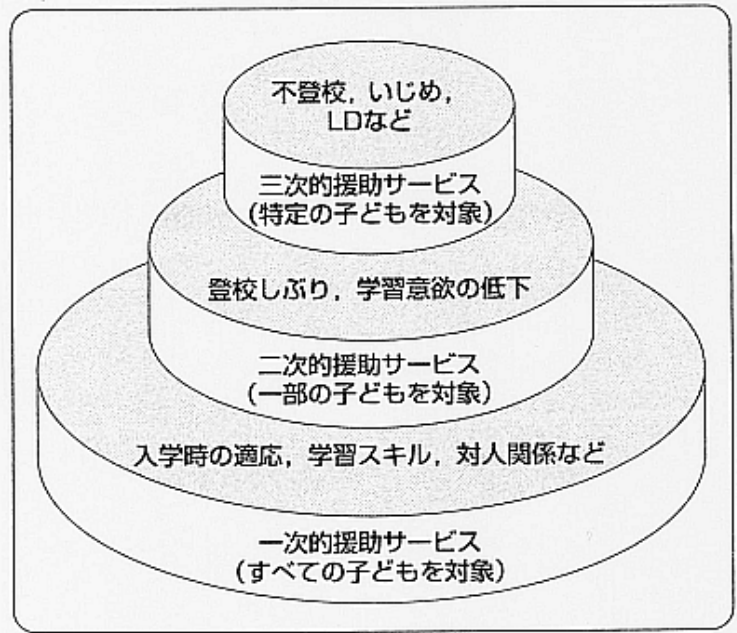 不登校，いじめ，
LDなど
三次的援助サービス
（特定の子どもを対象）
登校しぶり，学習意欲の低下
二次的援助サービス
（一部の子どもを対象）
入学時の適応，学習スキル，対人関係など
一次的援助サービス
（すべての子どもを対象）